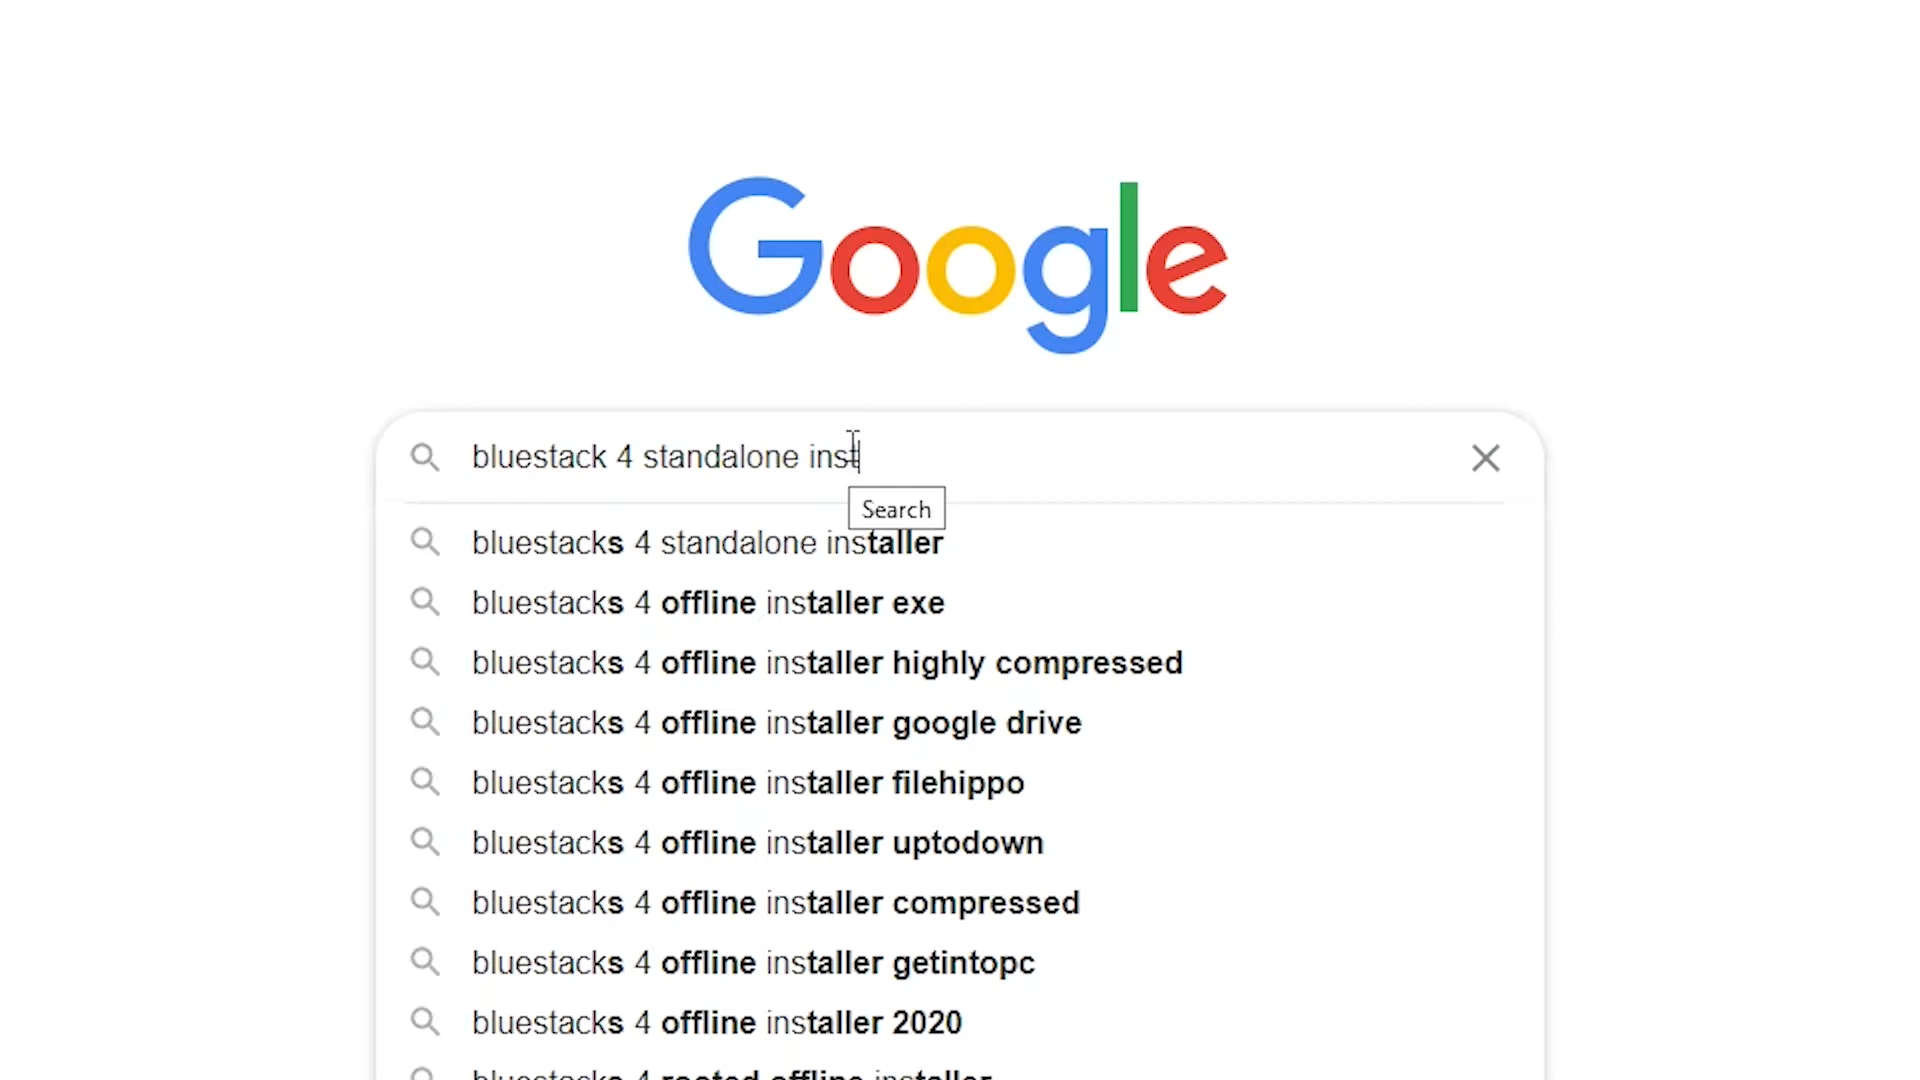 Google
bluestack 4 standalone inst
Search
bluestacks 4 standalone installer
bluestacks 4 offline installer exe
bluestacks 4 offline installer highly compressed
bluestacks 4 offline installer google drive
bluestacks 4 offline installer filehippo
bluestacks 4 offline installer uptodown
bluestacks 4 offline installer compressed
bluestacks 4 offline installer getintopc
bluestacks 4 offline installer 2020
bluestacks 4 rooted offline installer